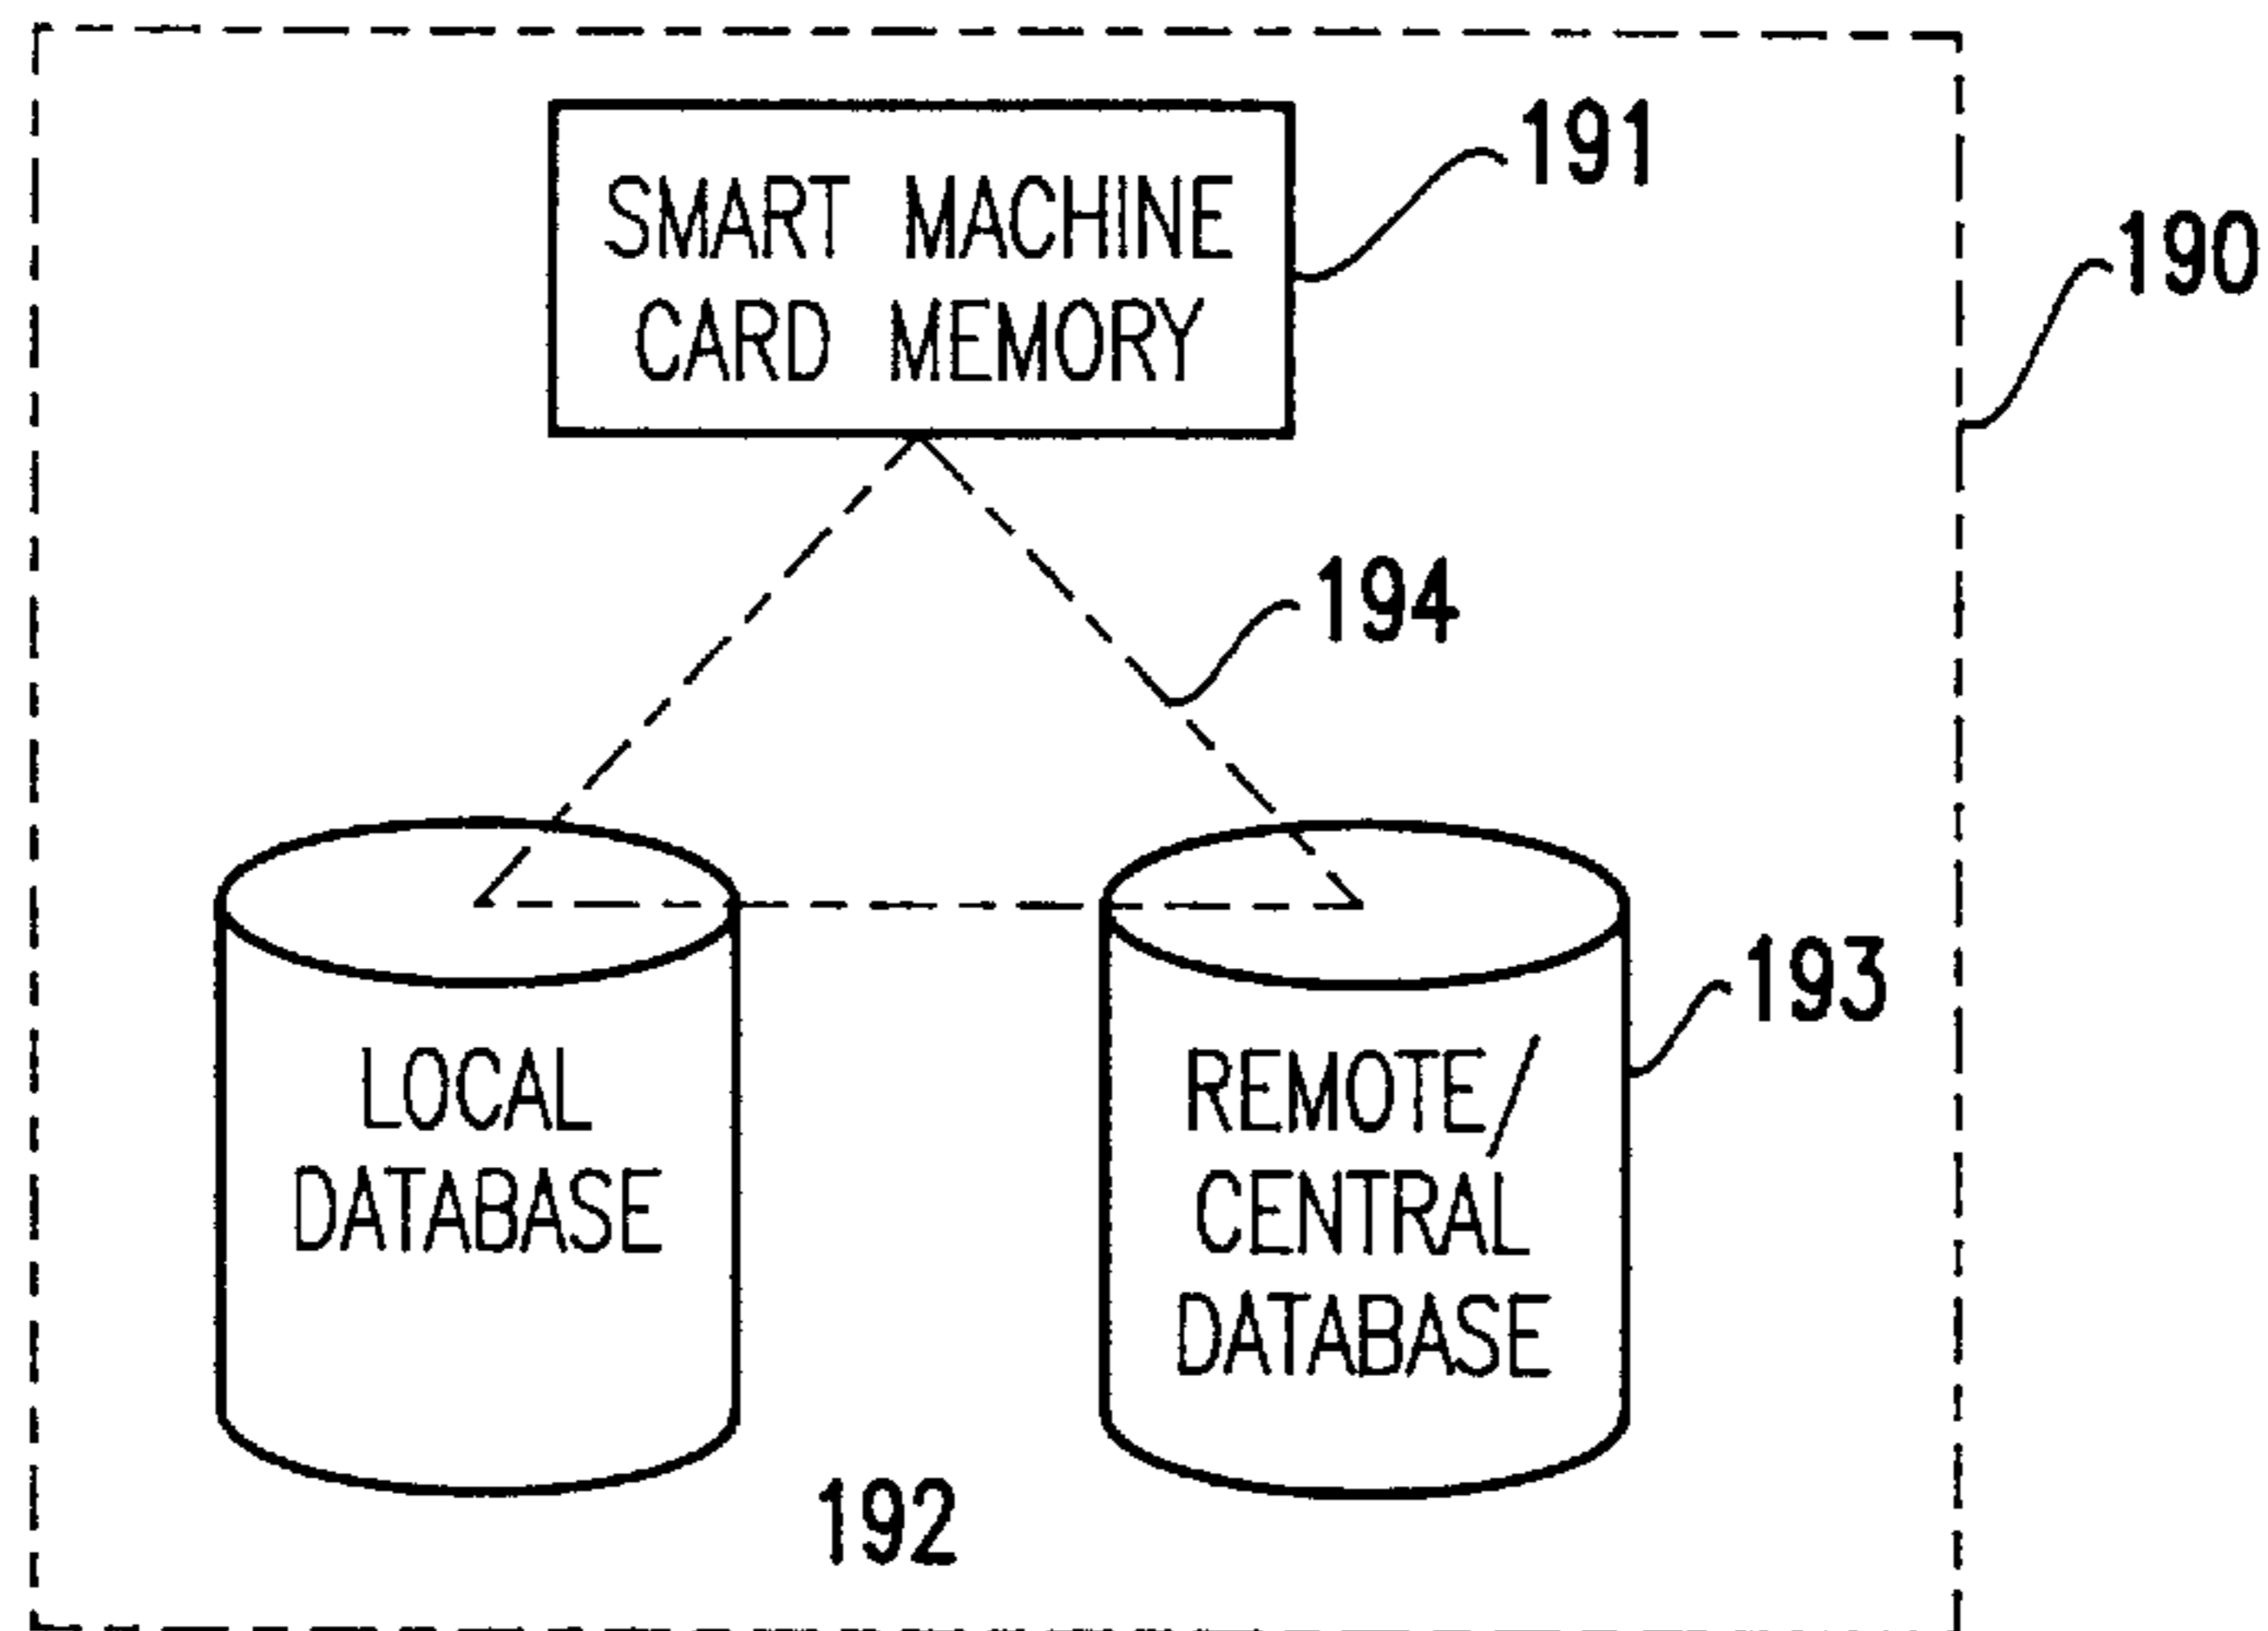 SMART MACHINE
CARD MEMORY
191
190
194
193
LOCAL
DATABASE
REMOTE/
CENTRAL
DATABASE
192